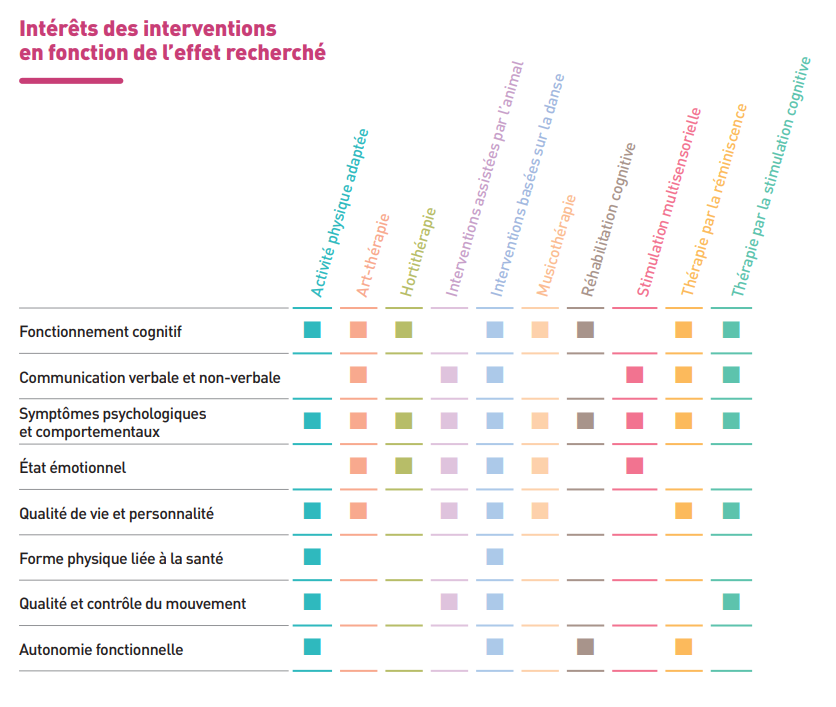 Intérêts des interventions
en fonction de l'effet recherché
Activité physique adaptée
Art-thérapie
Hortithérapie
Interventions assistées par l'animal
Interventions basées sur la danse
Musicothérapie
Réhabilitation cognitive
Stimulation multisensorielle
Thérapie par la réminiscence
Thérapie par la stimulation cognitive
Fonctionnement cognitif
Communication verbale et non-verbale
Symptômes psychologiques
et comportementaux
État émotionnel
Qualité de vie et personnalité
Forme physique liée à la santé
Qualité et contrôle du mouvement
Autonomie fonctionnelle